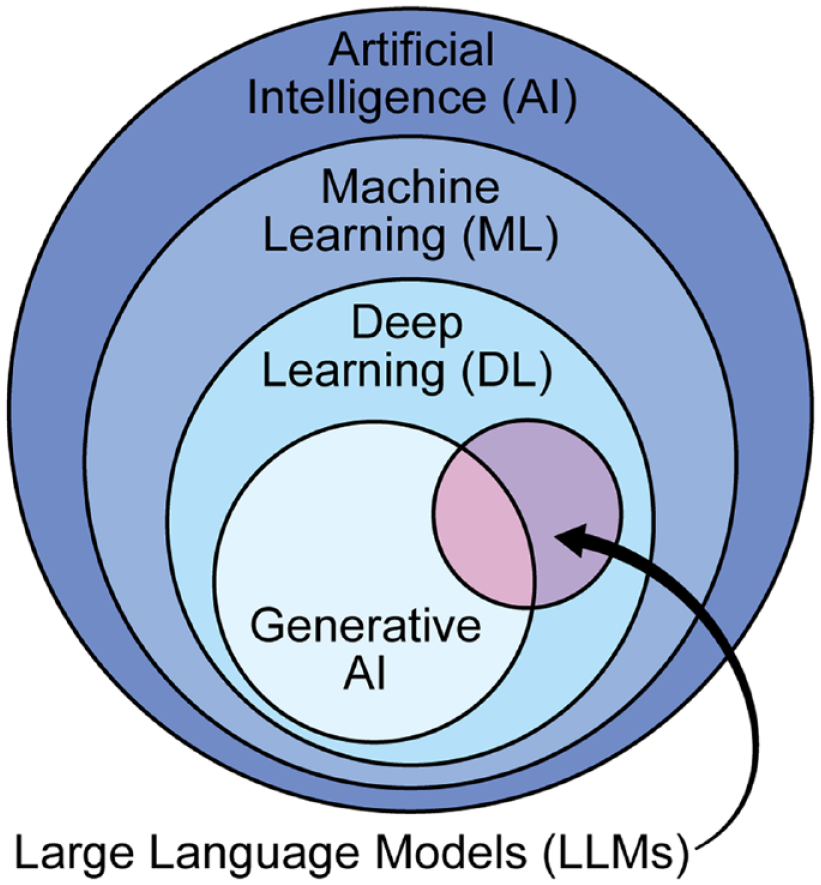 Artificial
Intelligence (AI)
Machine
Learning (ML)
Deep
Learning (DL)
Generative
AI
Large Language Models (LLMs)